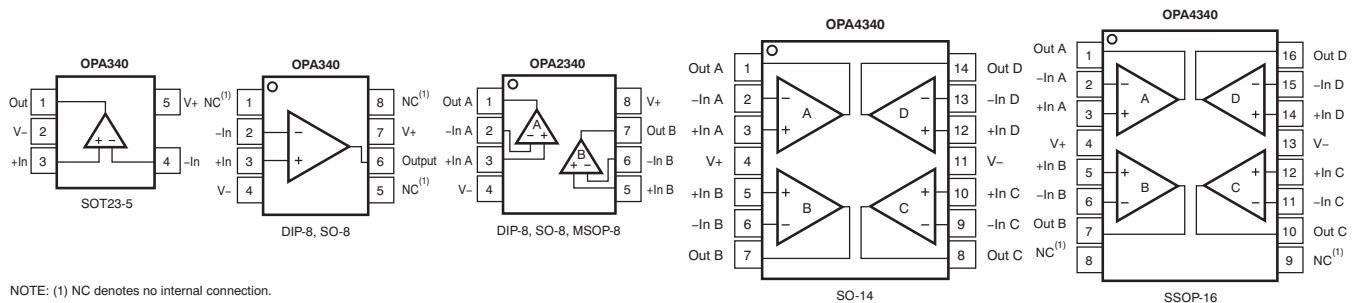 OPA340
Out 1
V– 2
+In 3
5 V+
4 –In
+ –
SOT23-5
OPA340
NC(1) 1
–In 2
+In 3
V– 4
8 NC(1)
7 V+
6 Output
5 NC(1)
–
+
DIP-8, SO-8
OPA2340
Out A 1
–In A 2
+In A 3
V– 4
8 V+
7 Out B
6 –In B
5 +In B
A
– +
B
+ –
DIP-8, SO-8, MSOP-8
OPA4340
Out A 1
–In A 2
+In A 3
V+ 4
+In B 5
–In B 6
Out B 7
14 Out D
13 –In D
12 +In D
11 V–
10 +In C
9 –In C
8 Out C
– – 
A D
+ +
+ +
B C
– –
SO-14
OPA4340
Out A 1
–In A 2
+In A 3
V+ 4
+In B 5
–In B 6
Out B 7
NC(1) 8
16 Out D
15 –In D
14 +In D
13 V–
12 +In C
11 –In C
10 Out C
9 NC(1)
– –
A D
+ +
+ +
B C
– –
SSOP-16
NOTE: (1) NC denotes no internal connection.